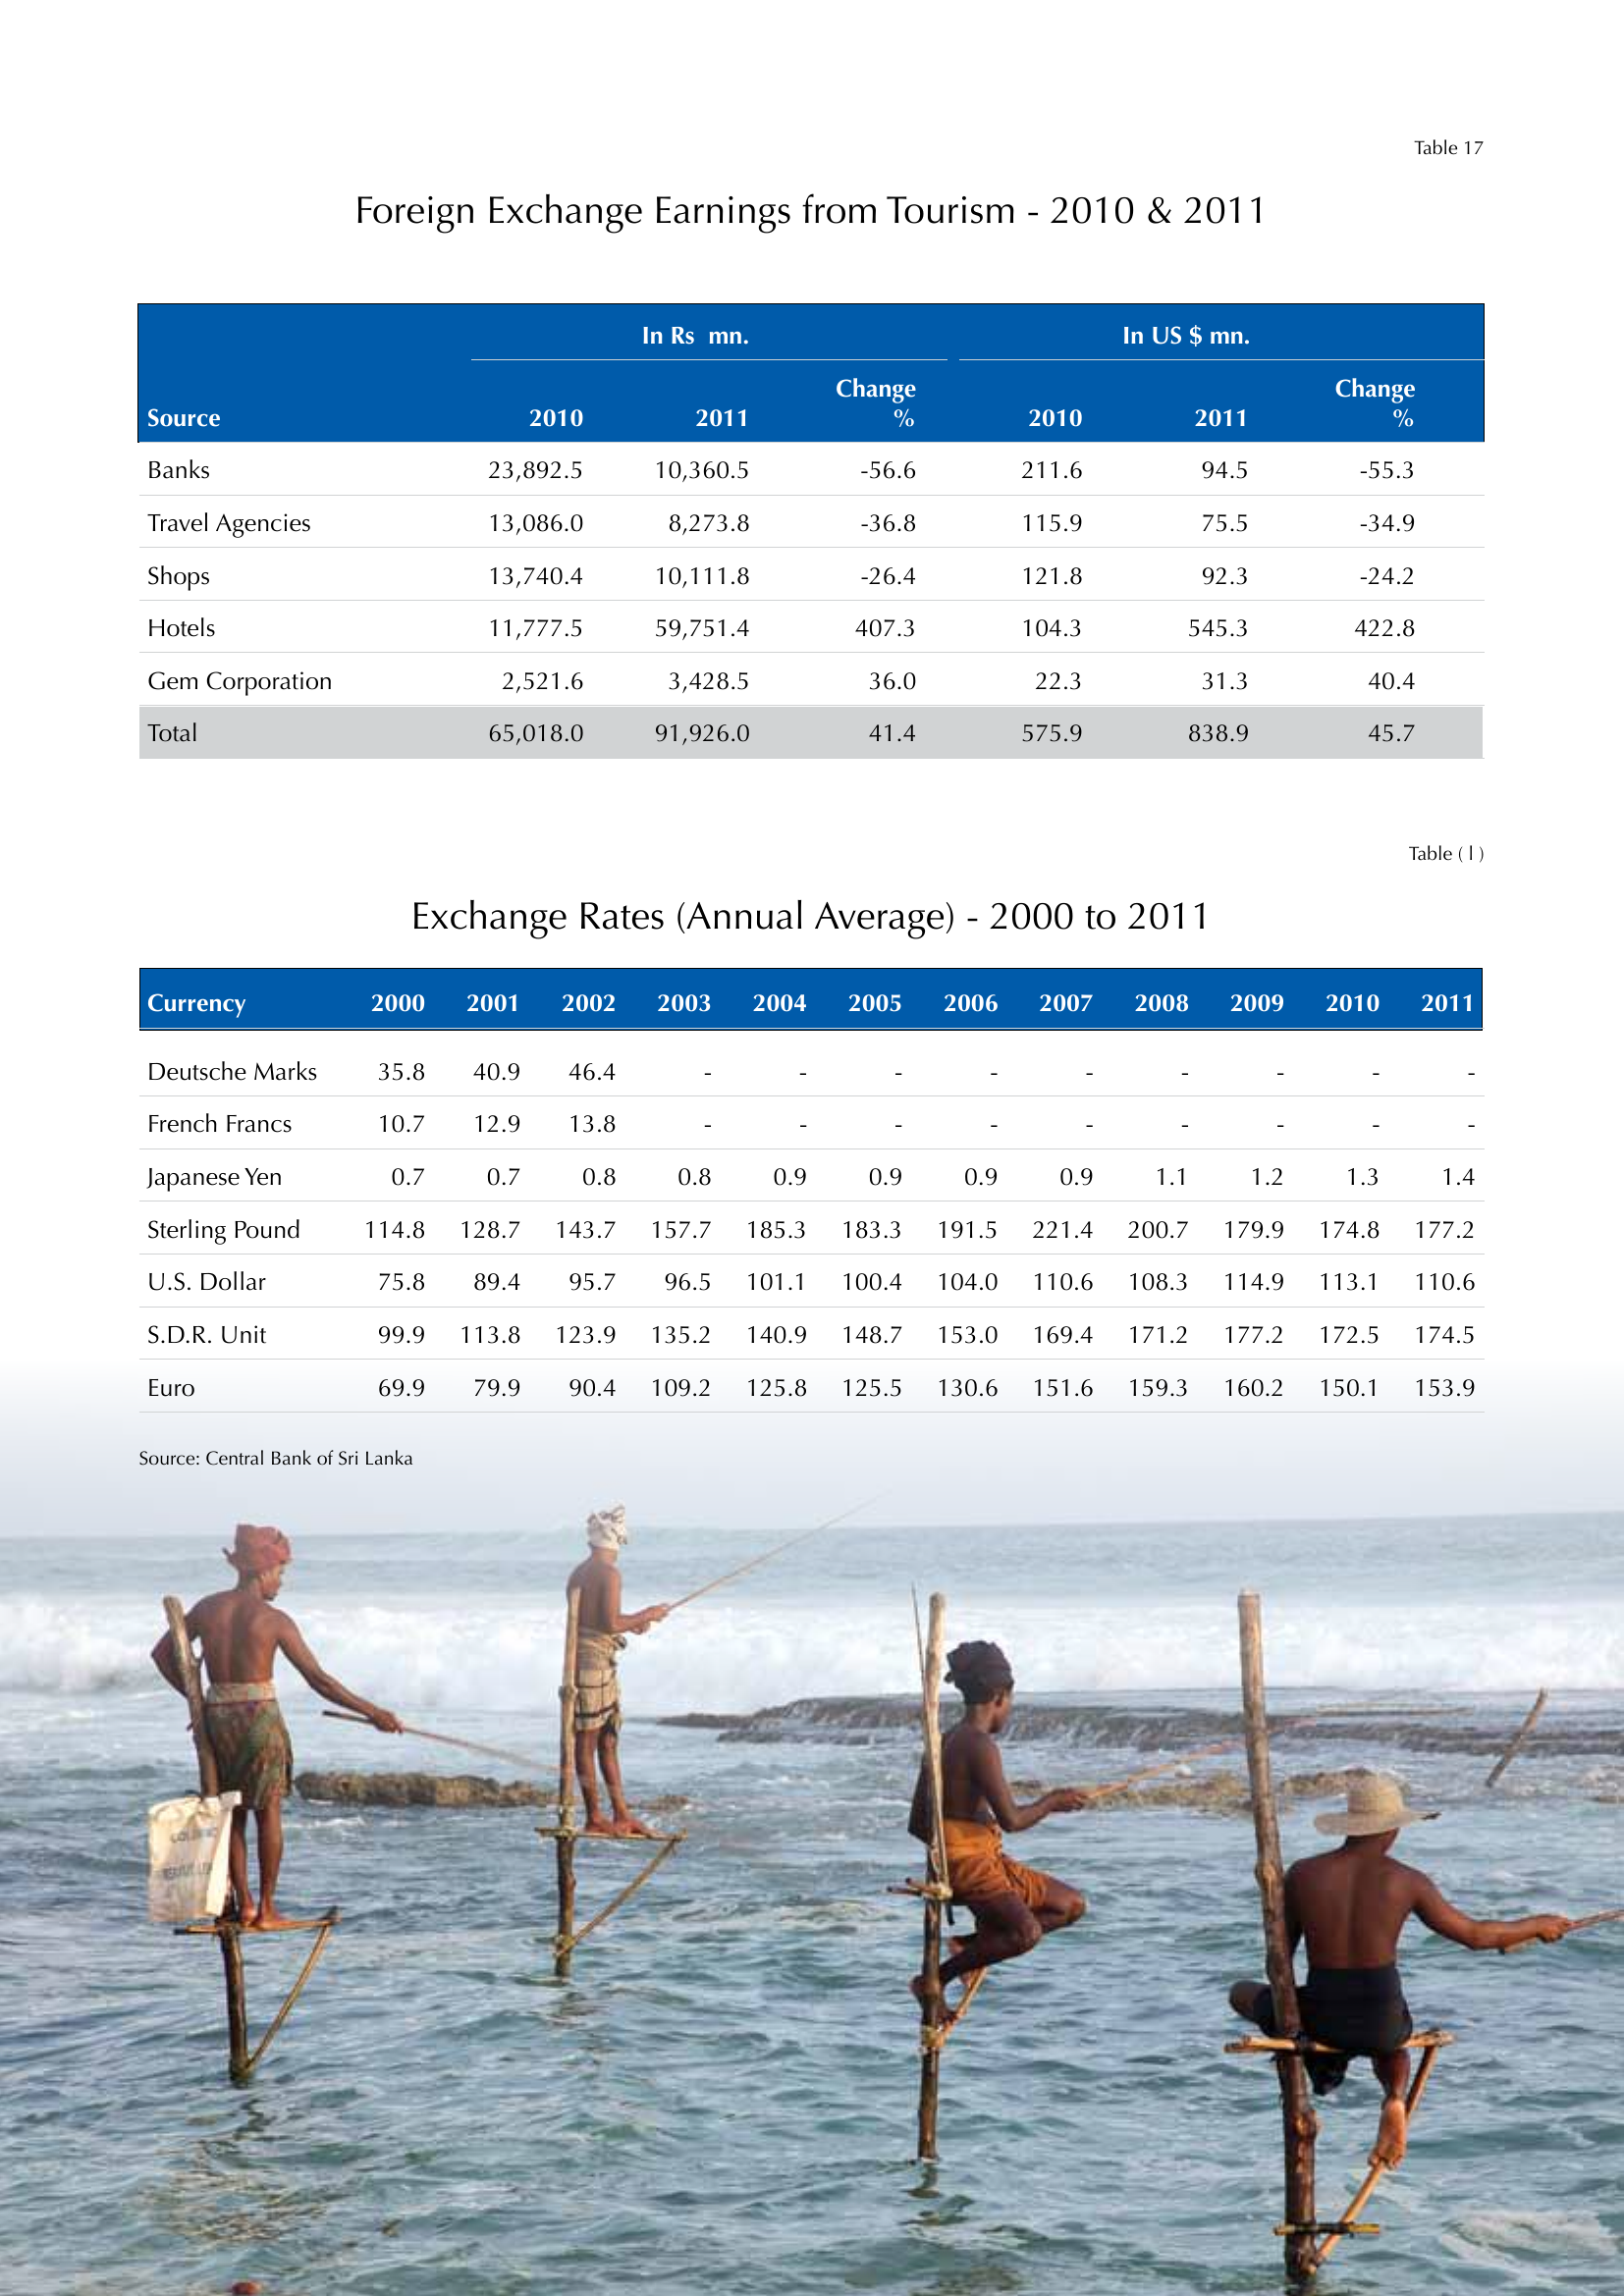 Table 17
Foreign Exchange Earnings from Tourism - 2010 & 2011
In Rs mn. In US $ mn.
Source 2010 2011 Change % 2010 2011 Change %
Banks 23,892.5 10,360.5 -56.6 211.6 94.5 -55.3
Travel Agencies 13,086.0 8,273.8 -36.8 115.9 75.5 -34.9
Shops 13,740.4 10,111.8 -26.4 121.8 92.3 -24.2
Hotels 11,777.5 59,751.4 407.3 104.3 545.3 422.8
Gem Corporation 2,521.6 3,428.5 36.0 22.3 31.3 40.4
Total 65,018.0 91,926.0 41.4 575.9 838.9 45.7
Table ( l )
Exchange Rates (Annual Average) - 2000 to 2011
Currency 2000 2001 2002 2003 2004 2005 2006 2007 2008 2009 2010 2011
Deutsche Marks 35.8 40.9 46.4 - - - - - - - - -
French Francs 10.7 12.9 13.8 - - - - - - - - -
Japanese Yen 0.7 0.7 0.8 0.8 0.9 0.9 0.9 0.9 1.1 1.2 1.3 1.4
Sterling Pound 114.8 128.7 143.7 157.7 185.3 183.3 191.5 221.4 200.7 179.9 174.8 177.2
U.S. Dollar 75.8 89.4 95.7 96.5 101.1 100.4 104.0 110.6 108.3 114.9 113.1 110.6
S.D.R. Unit 99.9 113.8 123.9 135.2 140.9 148.7 153.0 169.4 171.2 177.2 172.5 174.5
Euro 69.9 79.9 90.4 109.2 125.8 125.5 130.6 151.6 159.3 160.2 150.1 153.9
Source: Central Bank of Sri Lanka